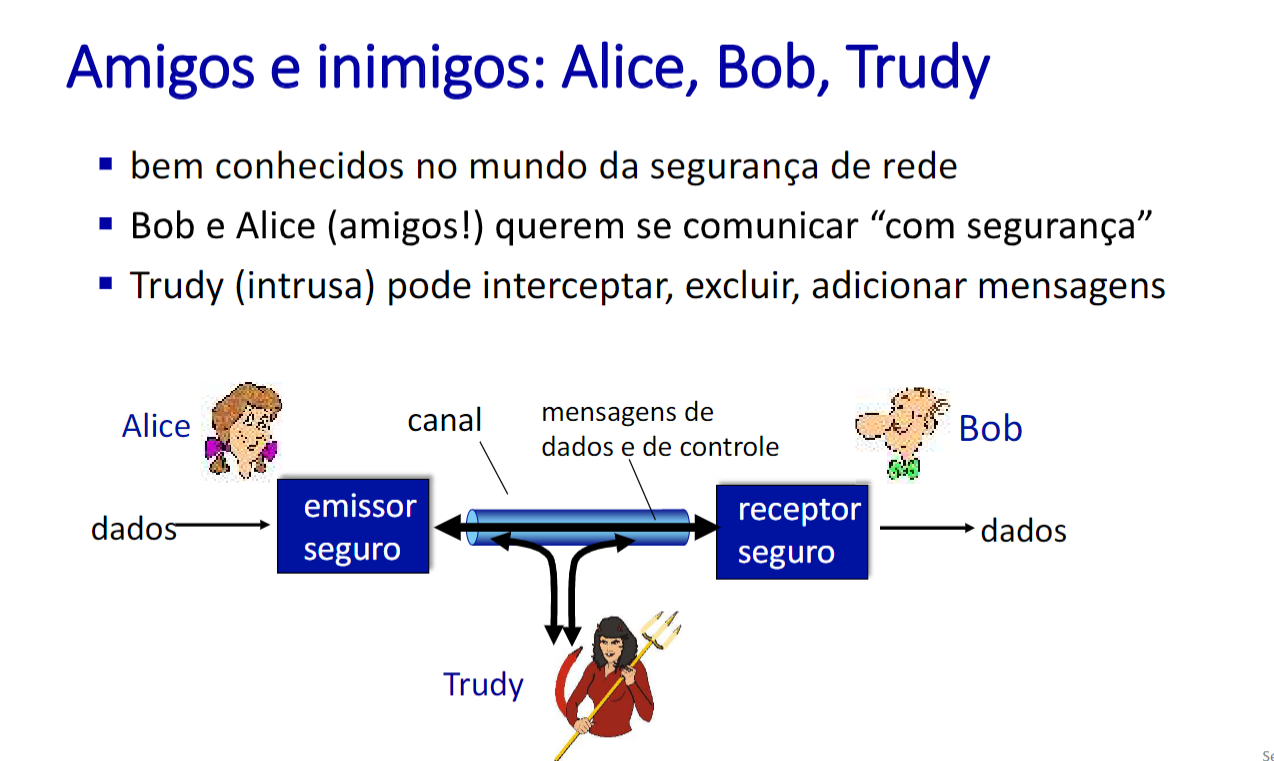 Amigos e inimigos: Alice, Bob, Trudy
▪ bem conhecidos no mundo da segurança de rede
▪ Bob e Alice (amigos!) querem se comunicar “com segurança”
▪ Trudy (intrusa) pode interceptar, excluir, adicionar mensagens
Alice
canal
mensagens de
dados e de controle
Bob
dados
emissor
seguro
receptor
seguro
dados
Trudy